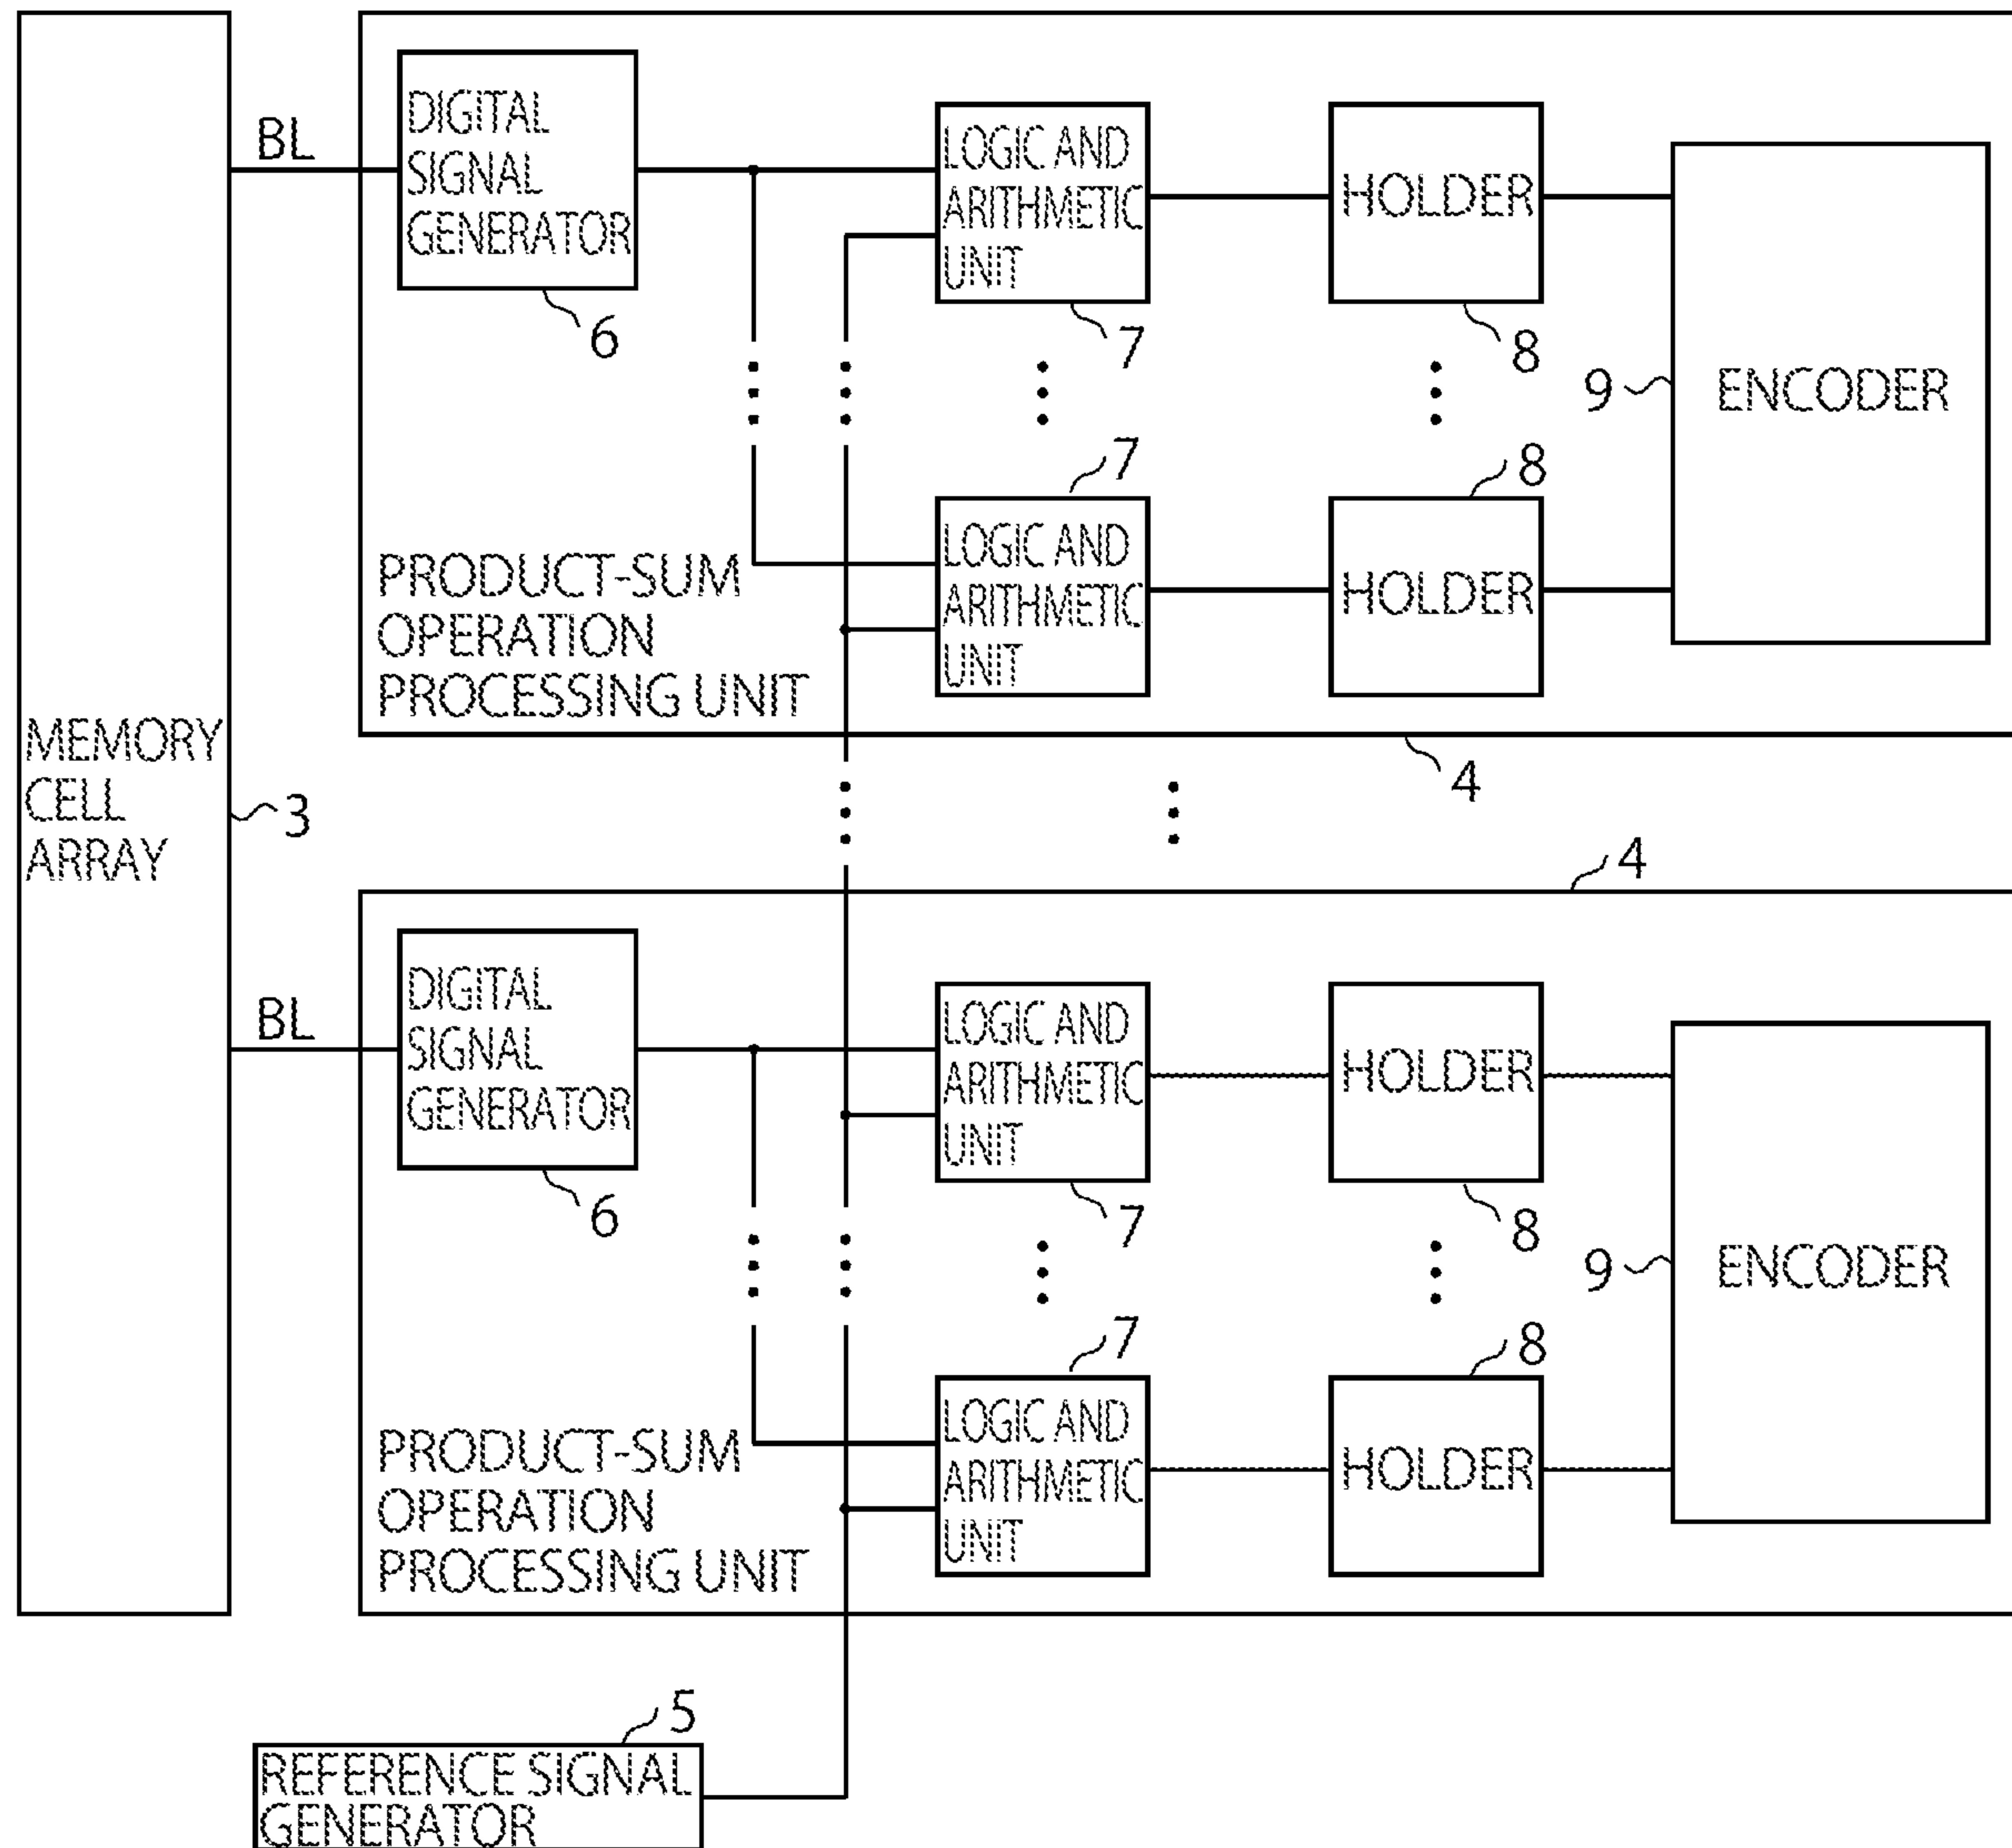 BL
DIGITAL
SIGNAL
GENERATOR
6
LOGIC AND
ARITHMETIC
UNIT
7
HOLDER
8
9
ENCODER
7
LOGIC AND
ARITHMETIC
UNIT
8
HOLDER
PRODUCT-SUM
OPERATION
PROCESSING UNIT
4
MEMORY
CELL
ARRAY
3
4
BL
DIGITAL
SIGNAL
GENERATOR
6
LOGIC AND
ARITHMETIC
UNIT
7
HOLDER
8
9
ENCODER
7
LOGIC AND
ARITHMETIC
UNIT
8
HOLDER
PRODUCT-SUM
OPERATION
PROCESSING UNIT
5
REFERENCE SIGNAL
GENERATOR